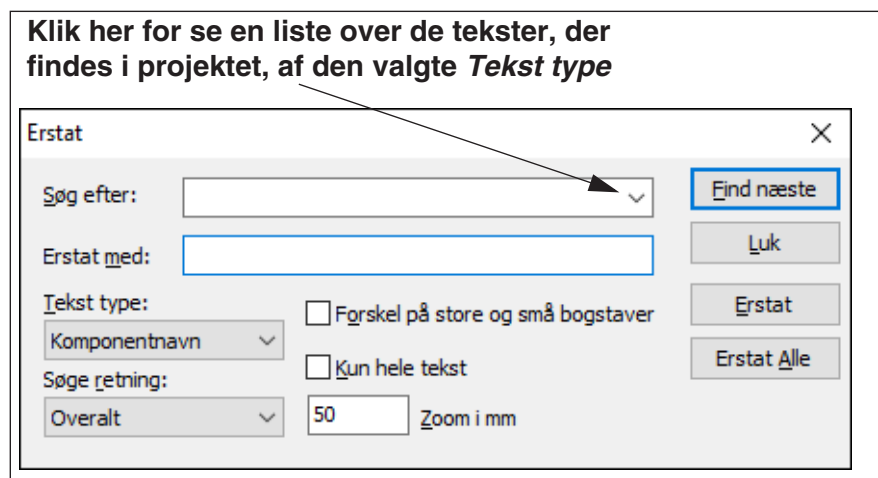 Klik her for se en liste over de tekster, der
findes i projektet, af den valgte Tekst type
Erstat
Søg efter:
Find næste
Erstat med:
Luk
Tekst type:
Forskel på store og små bogstaver
Erstat
Komponentnavn
Kun hele tekst
Erstat Alle
Søge retning:
Overalt
50
Zoom i mm